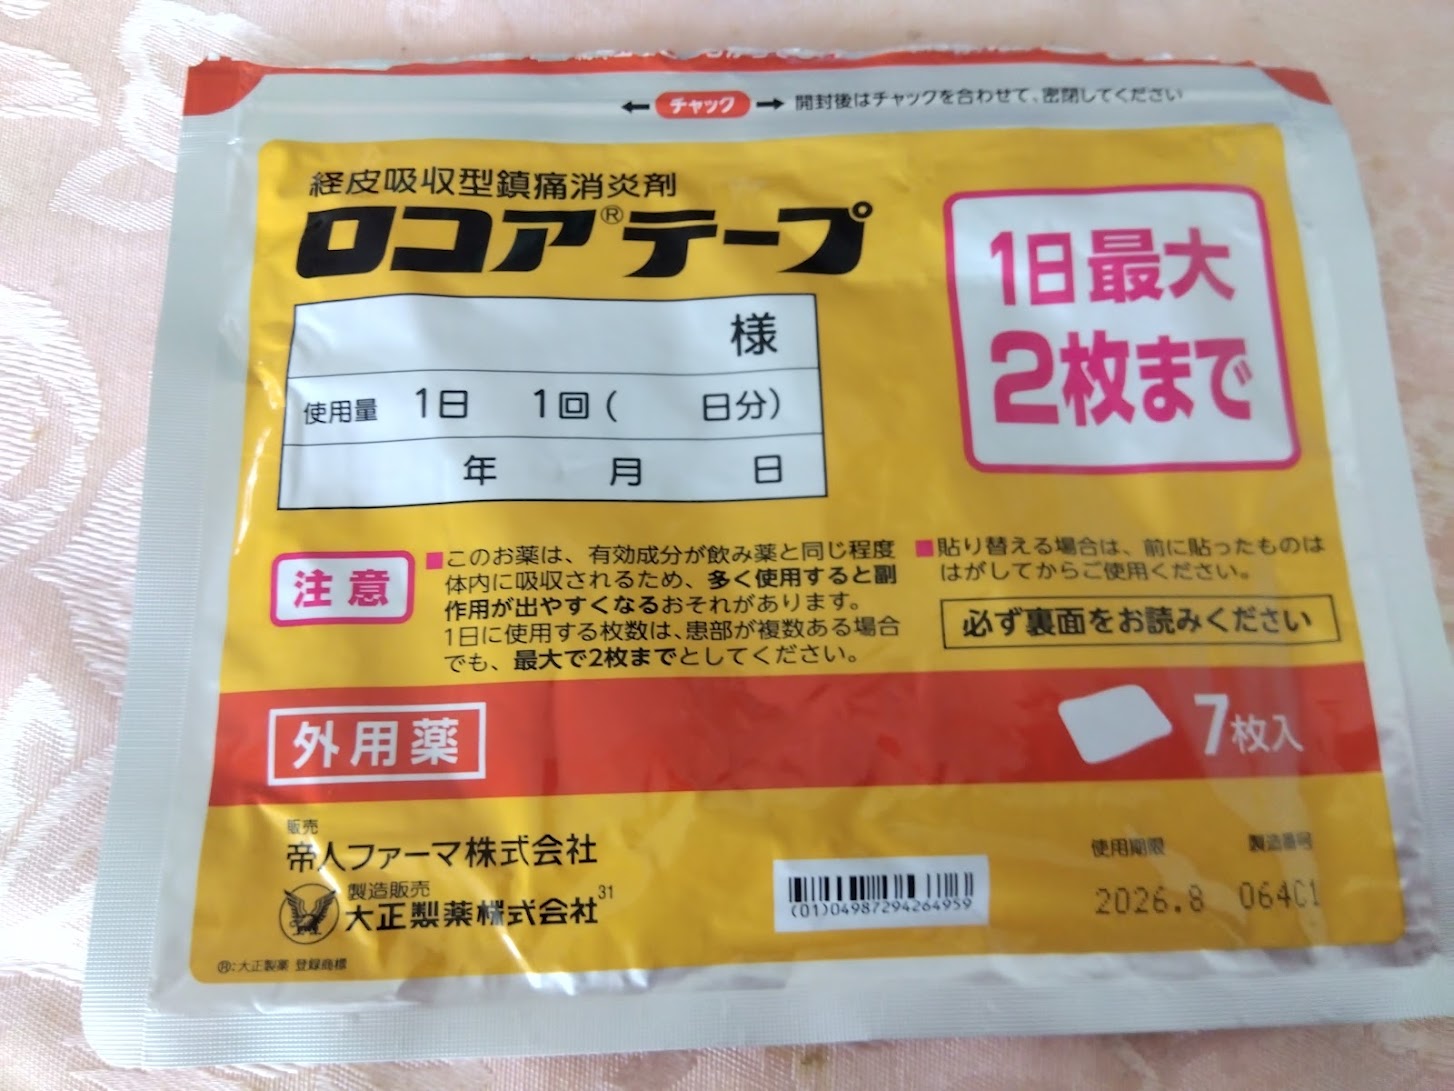 ← チャック → 開封後はチャックを合わせて、密閉してください
経皮吸収型鎮痛消炎剤
ロコア®テープ
様
使用量 1日 1回( 日分)
年 月 日
1日最大
2枚まで
注意
■このお薬は、有効成分が飲み薬と同じ程度
体内に吸収されるため、多く使用すると副
作用が出やすくなるおそれがあります。
1日に使用する枚数は、患部が複数ある場合
でも、最大で2枚までとしてください。
■貼り替える場合は、前に貼ったものは
はがしてからご使用ください。
必ず裏面をお読みください
外用薬
7枚入
販売
帝人ファーマ株式会社
製造販売
大正製薬株式会社31
Ⓡ:大正製薬 登録商標
(01)04987294264959
使用期限 製造番号
2026.8 064C1